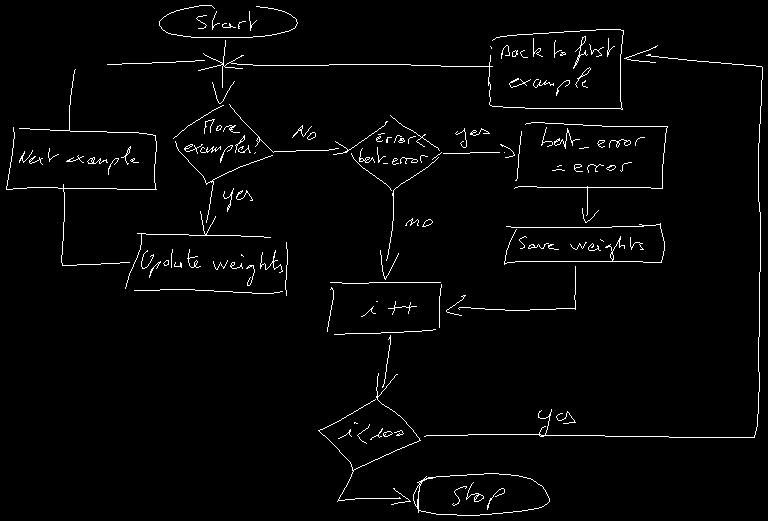 Start
Back to first
example
More
examples?
No
error<
best_error
yes
best_error
= error
Next example
yes
Update weights
no
Save weights
i ++
i<100
yes
Stop